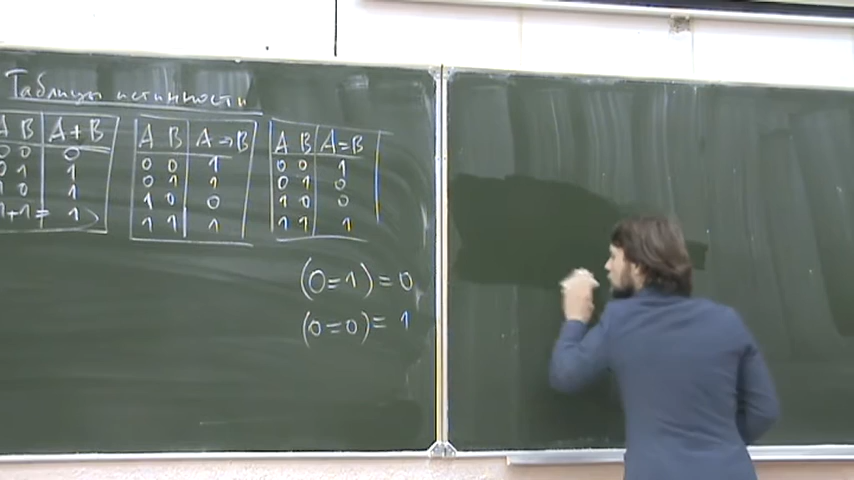 Таблицы истинности
A B | A + B
0 0 | 0
0 1 | 1
1 0 | 1
1+1= 1
A B | A → B
0 0 | 1
0 1 | 1
1 0 | 0
1 1 | 1
A B | A = B
0 0 | 1
0 1 | 0
1 0 | 0
1 1 | 1
(0=1)=0
(0=0)=1